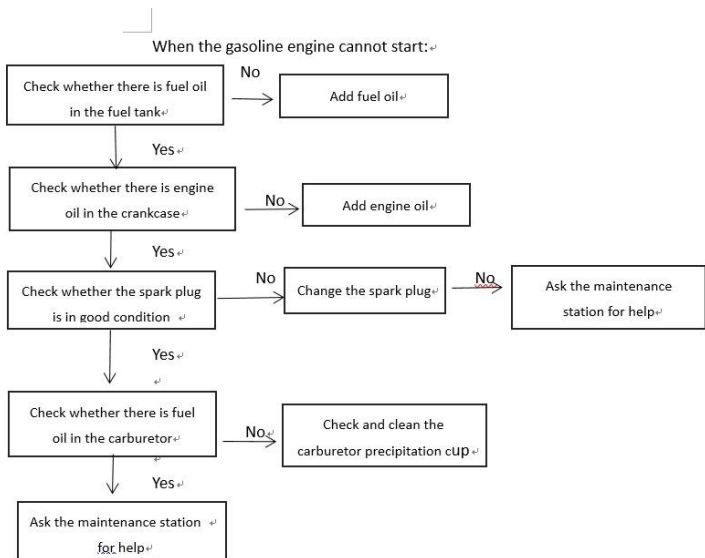 When the gasoline engine cannot start:
Check whether there is fuel oil
in the fuel tank
No
Add fuel oil
Yes
Check whether there is engine
oil in the crankcase
No
Add engine oil
Yes
Check whether the spark plug
is in good condition
No
Change the spark plug
No
Ask the maintenance
station for help
Yes
Check whether there is fuel
oil in the carburetor
No
Check and clean the
carburetor precipitation cup
Yes
Ask the maintenance station
for help